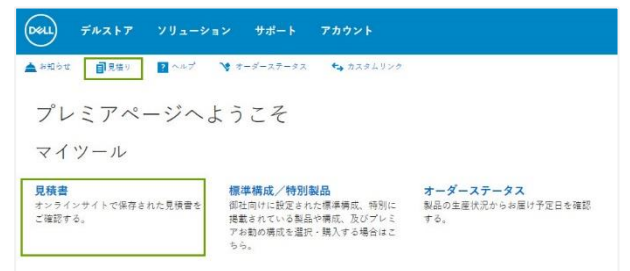 DELL
デルストア ソリューション サポート アカウント
お知らせ 見積り ? ヘルプ オーダーステータス カスタムリンク
プレミアページへようこそ
マイツール
見積書
オンラインサイトで保存された見積書を
ご確認する。
標準構成／特別製品
御社向けに設定された標準構成、特別に
掲載されている製品や構成、及びプレミ
アお勧め構成を選択・購入する場合はこ
ちら。
オーダーステータス
製品の生産状況からお届け予定日を確認
する。